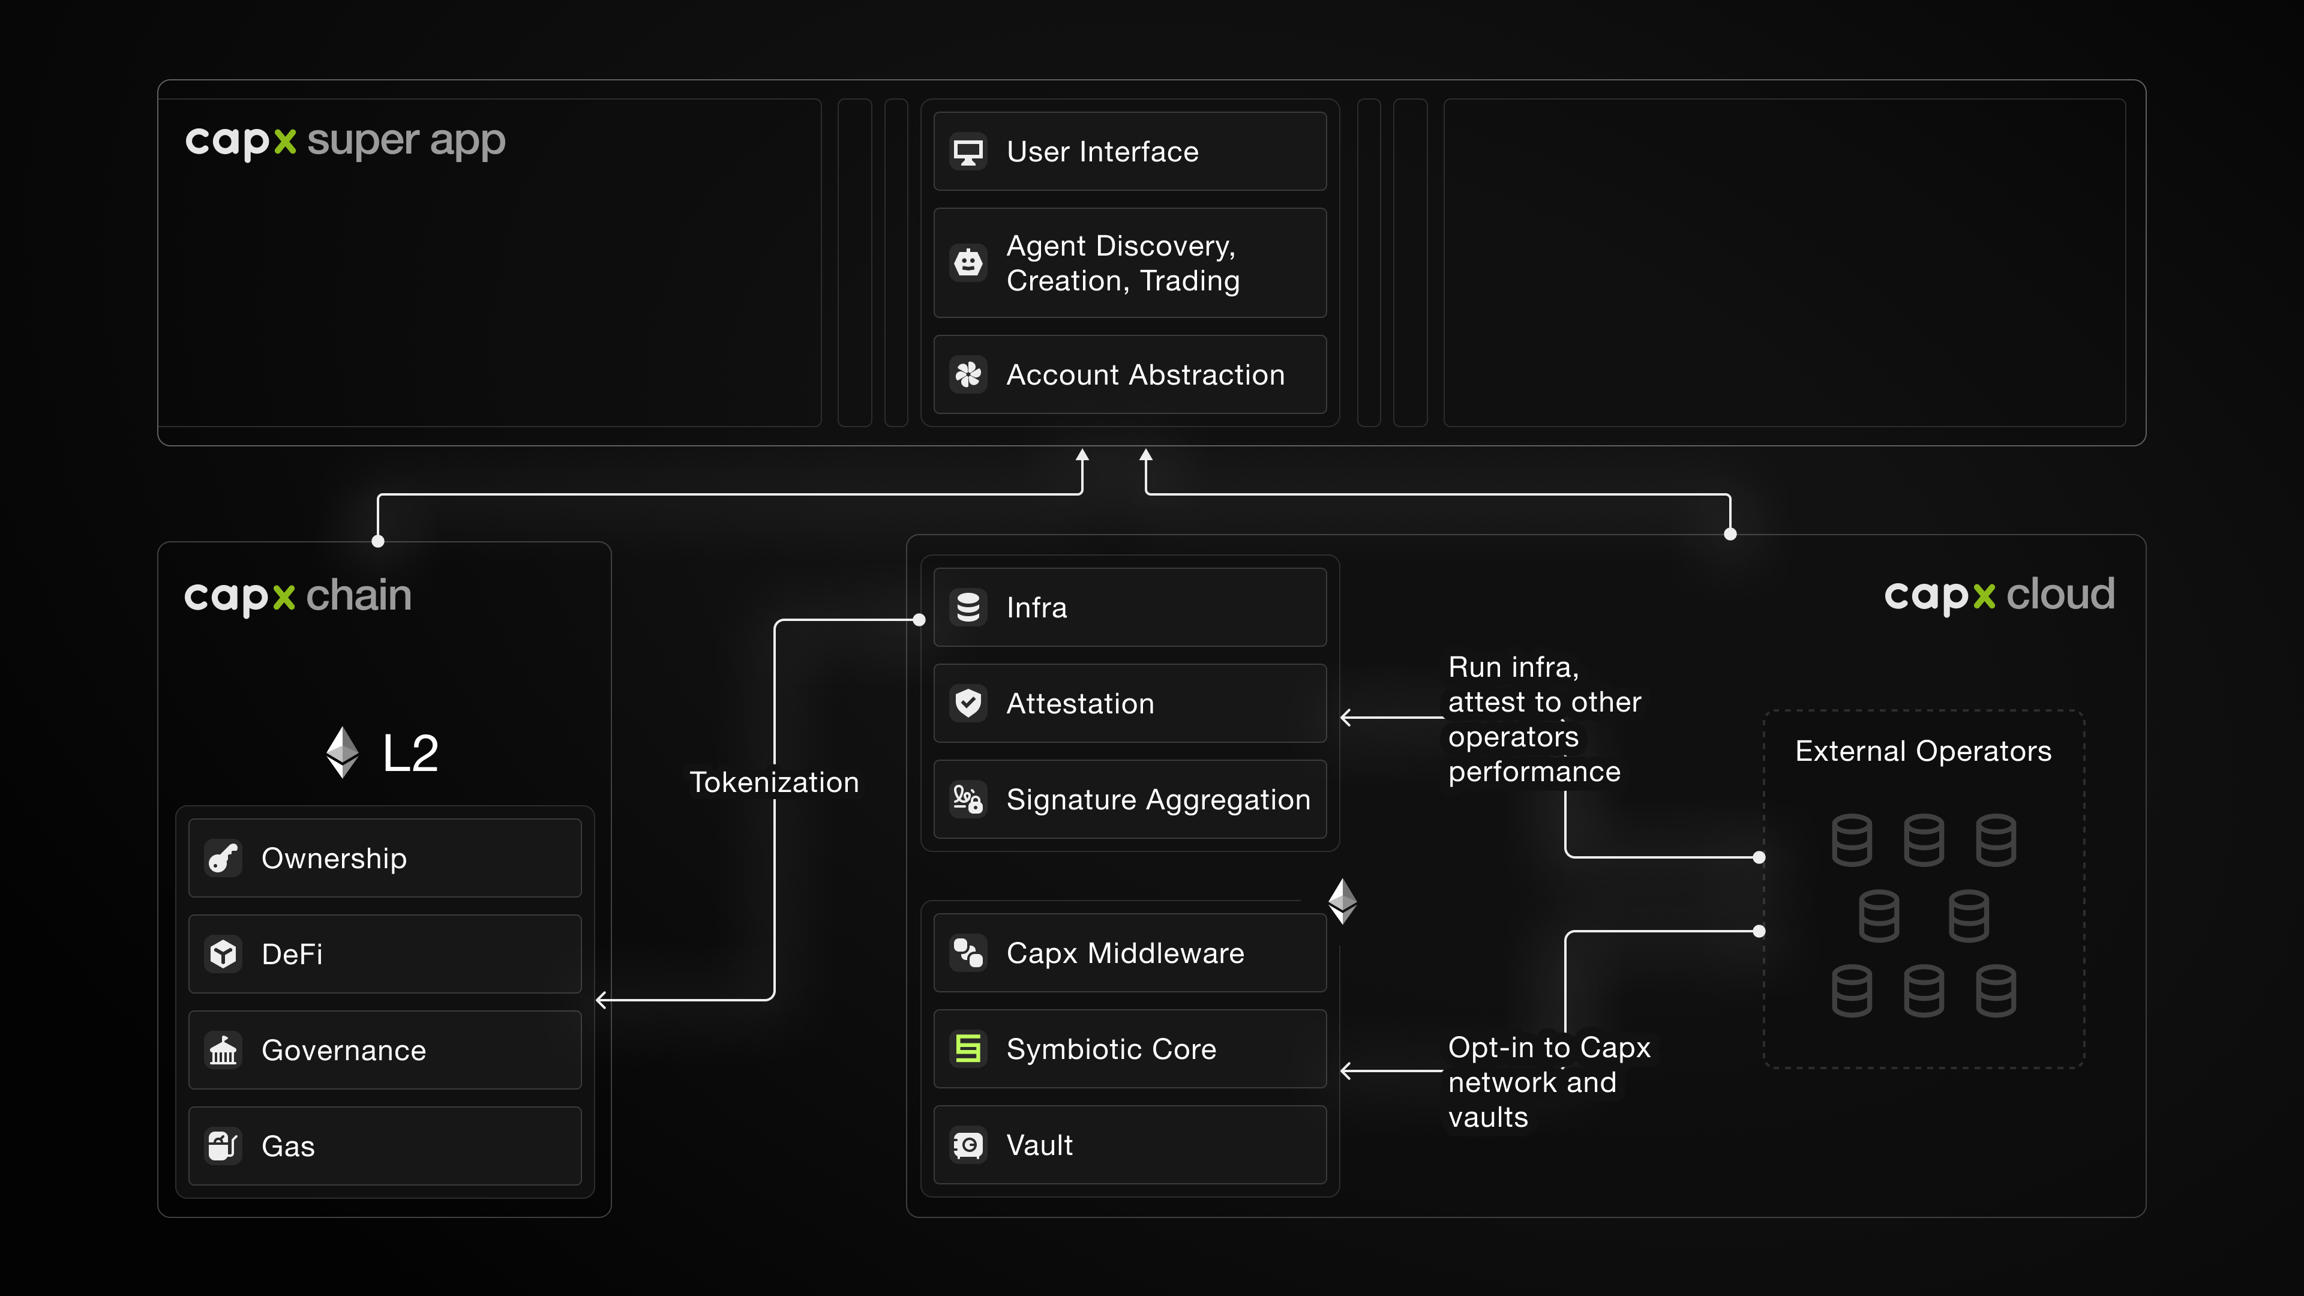 capx super app
User Interface
Agent Discovery,
Creation, Trading
Account Abstraction
capx chain
L2
Ownership
DeFi
Governance
Gas
Tokenization
capx cloud
Infra
Attestation
Signature Aggregation
Capx Middleware
Symbiotic Core
Vault
Run infra,
attest to other
operators
performance
Opt-in to Capx
network and
vaults
External Operators